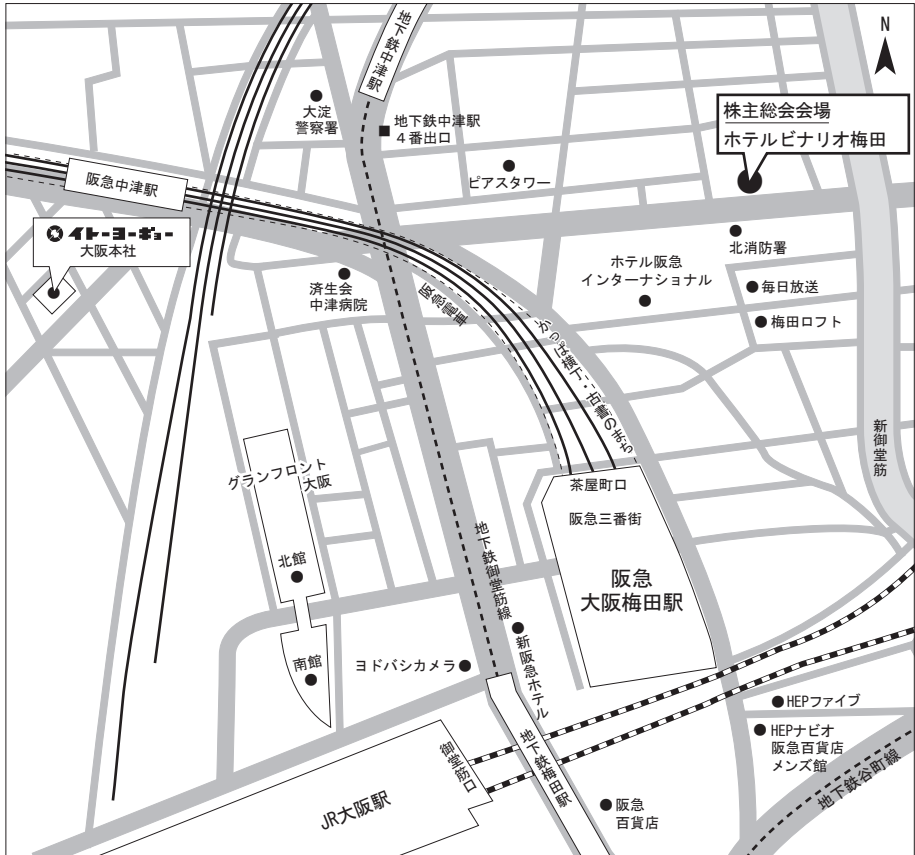 N
地下鉄中津駅
大淀
警察署
地下鉄中津駅
4番出口
株主総会会場
ホテルビナリオ梅田
ピアスタワー
阪急中津駅
イトーヨーギョー
大阪本社
北消防署
ホテル阪急
インターナショナル
毎日放送
梅田ロフト
済生会
中津病院
阪急電車
かっぱ横丁・古書のまち
新御堂筋
グランフロント
大阪
茶屋町口
阪急三番街
阪急
大阪梅田駅
北館
地下鉄御堂筋線
新阪急ホテル
南館
ヨドバシカメラ
HEPファイブ
HEPナビオ
阪急百貨店
メンズ館
地下鉄谷町線
御堂筋口
地下鉄梅田駅
JR大阪駅
阪急
百貨店